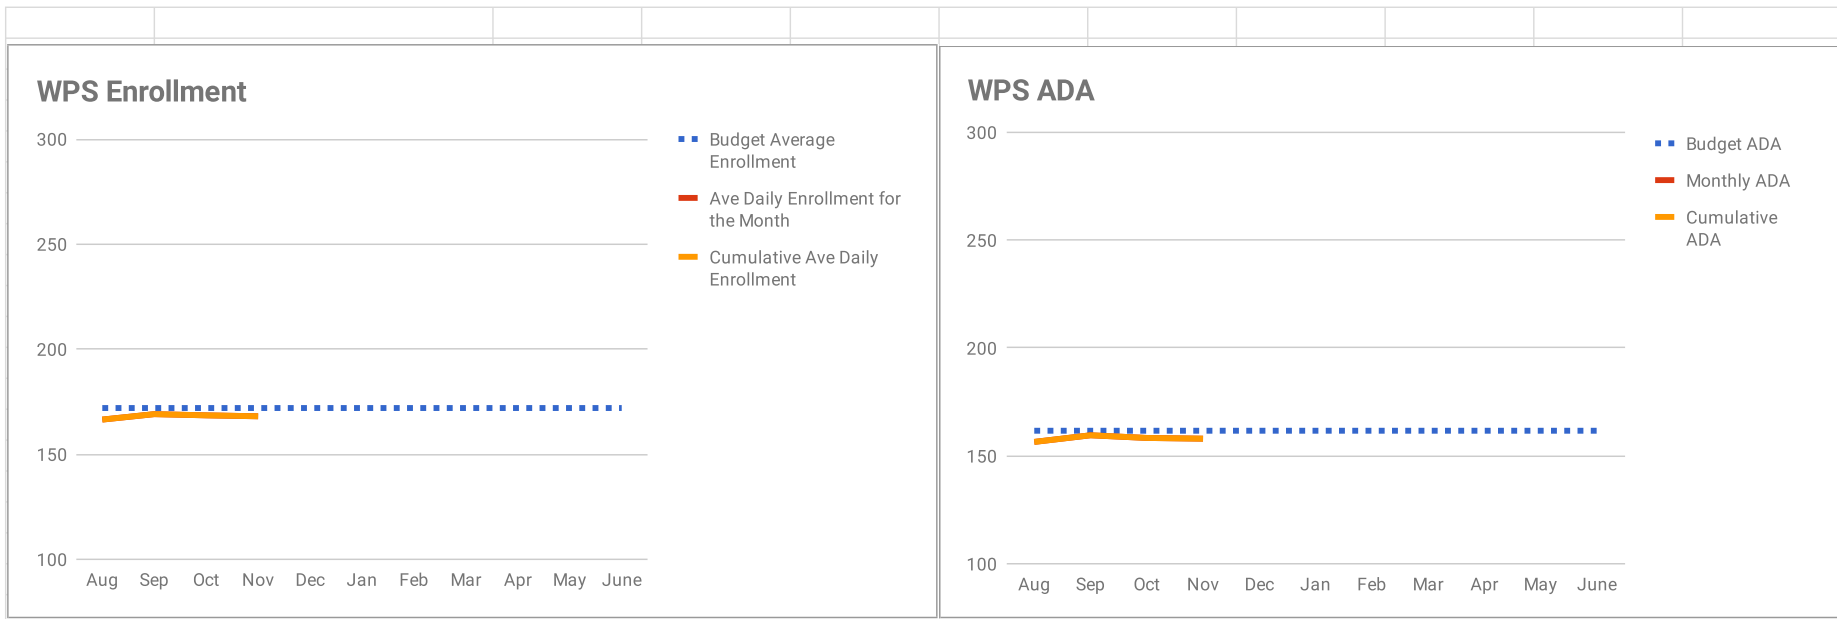 WPS Enrollment
300
250
200
150
100
Aug Sep Oct Nov Dec Jan Feb Mar Apr May June
Budget Average
Enrollment
Ave Daily Enrollment for
the Month
Cumulative Ave Daily
Enrollment
WPS ADA
300
250
200
150
100
Aug Sep Oct Nov Dec Jan Feb Mar Apr May June
Budget ADA
Monthly ADA
Cumulative
ADA